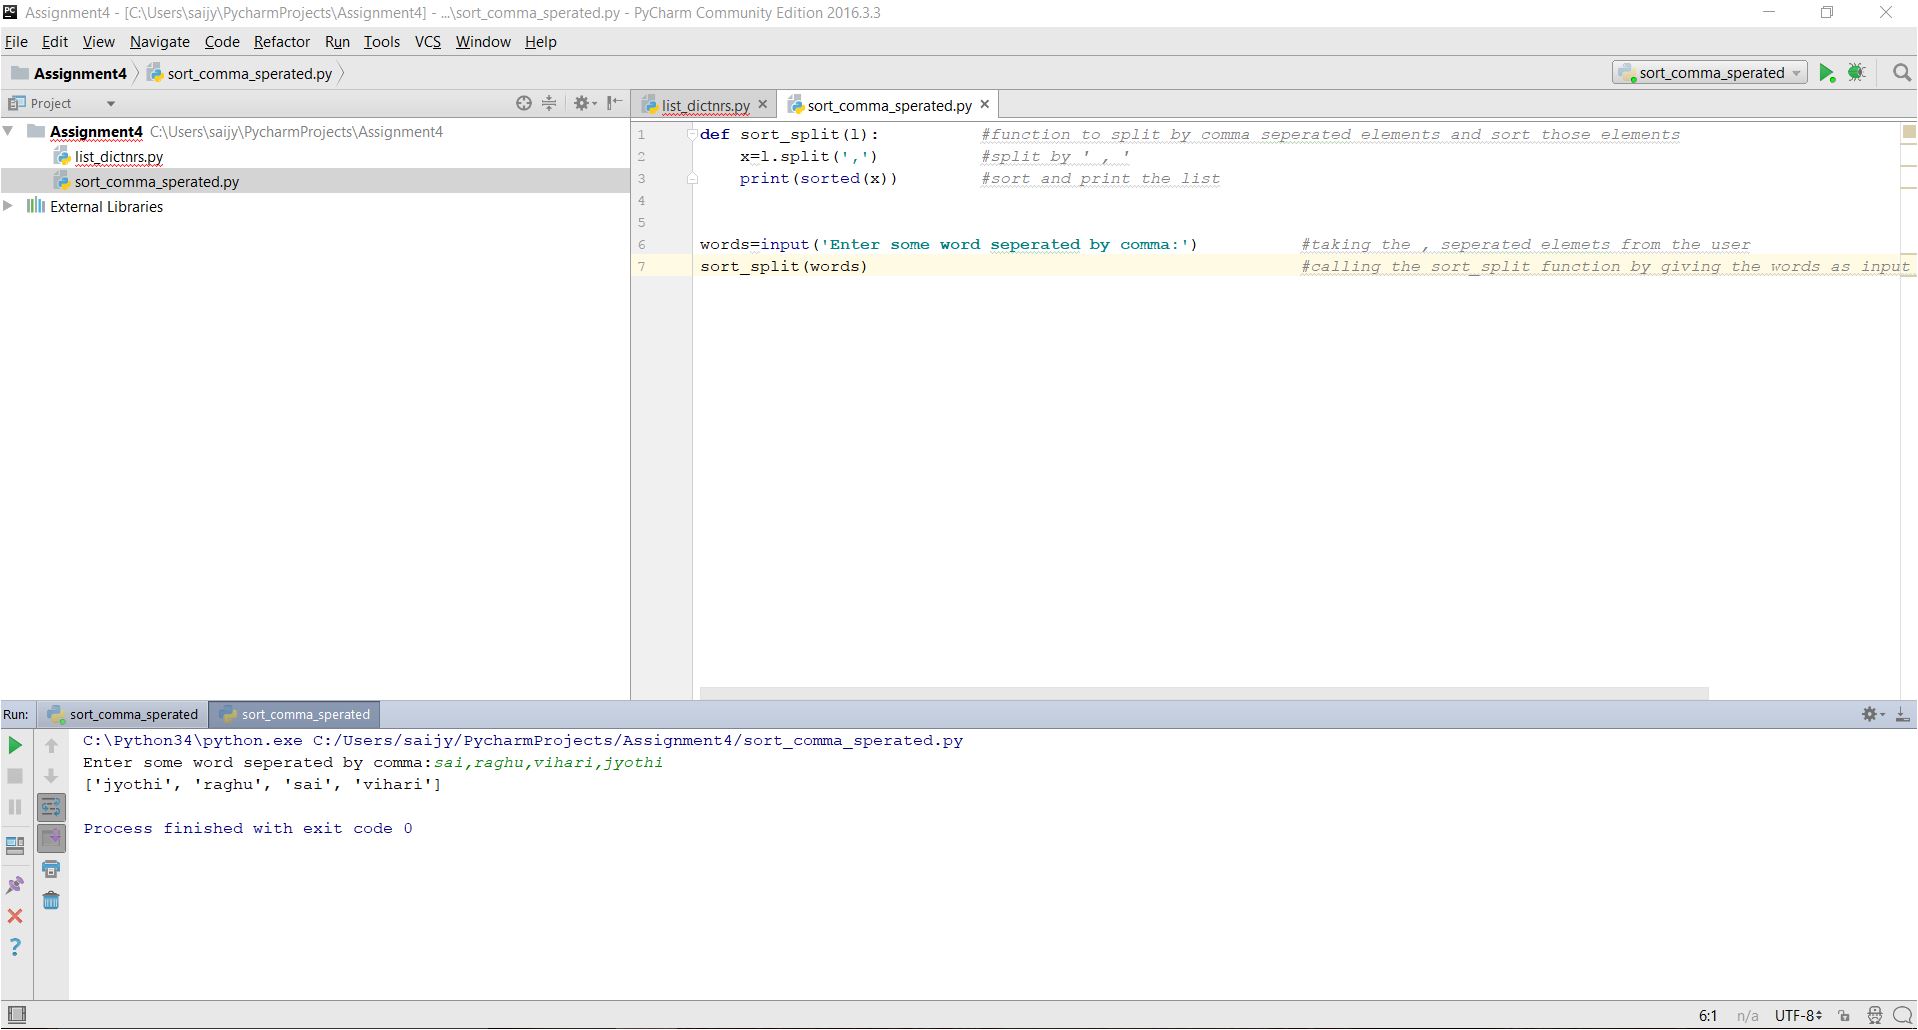 Assignment4 - [C:\Users\saijy\PycharmProjects\Assignment4] - ...\sort_comma_sperated.py - PyCharm Community Edition 2016.3.3
File Edit View Navigate Code Refactor Run Tools VCS Window Help
Assignment4 sort_comma_sperated.py sort_comma_sperated
Project
list_dictnrs.py sort_comma_sperated.py
Assignment4 C:\Users\saijy\PycharmProjects\Assignment4
list_dictnrs.py
sort_comma_sperated.py
External Libraries
1 def sort_split(l): #function to split by comma seperated elements and sort those elements
2 x=l.split(',') #split by ' , '
3 print(sorted(x)) #sort and print the list
4
5
6 words=input('Enter some word seperated by comma:') #taking the , seperated elemets from the user
7 sort_split(words) #calling the sort_split function by giving the words as input
Run: sort_comma_sperated sort_comma_sperated
C:\Python34\python.exe C:/Users/saijy/PycharmProjects/Assignment4/sort_comma_sperated.py
Enter some word seperated by comma:sai,raghu,vihari,jyothi
['jyothi', 'raghu', 'sai', 'vihari']
Process finished with exit code 0
6:1 n/a UTF-8